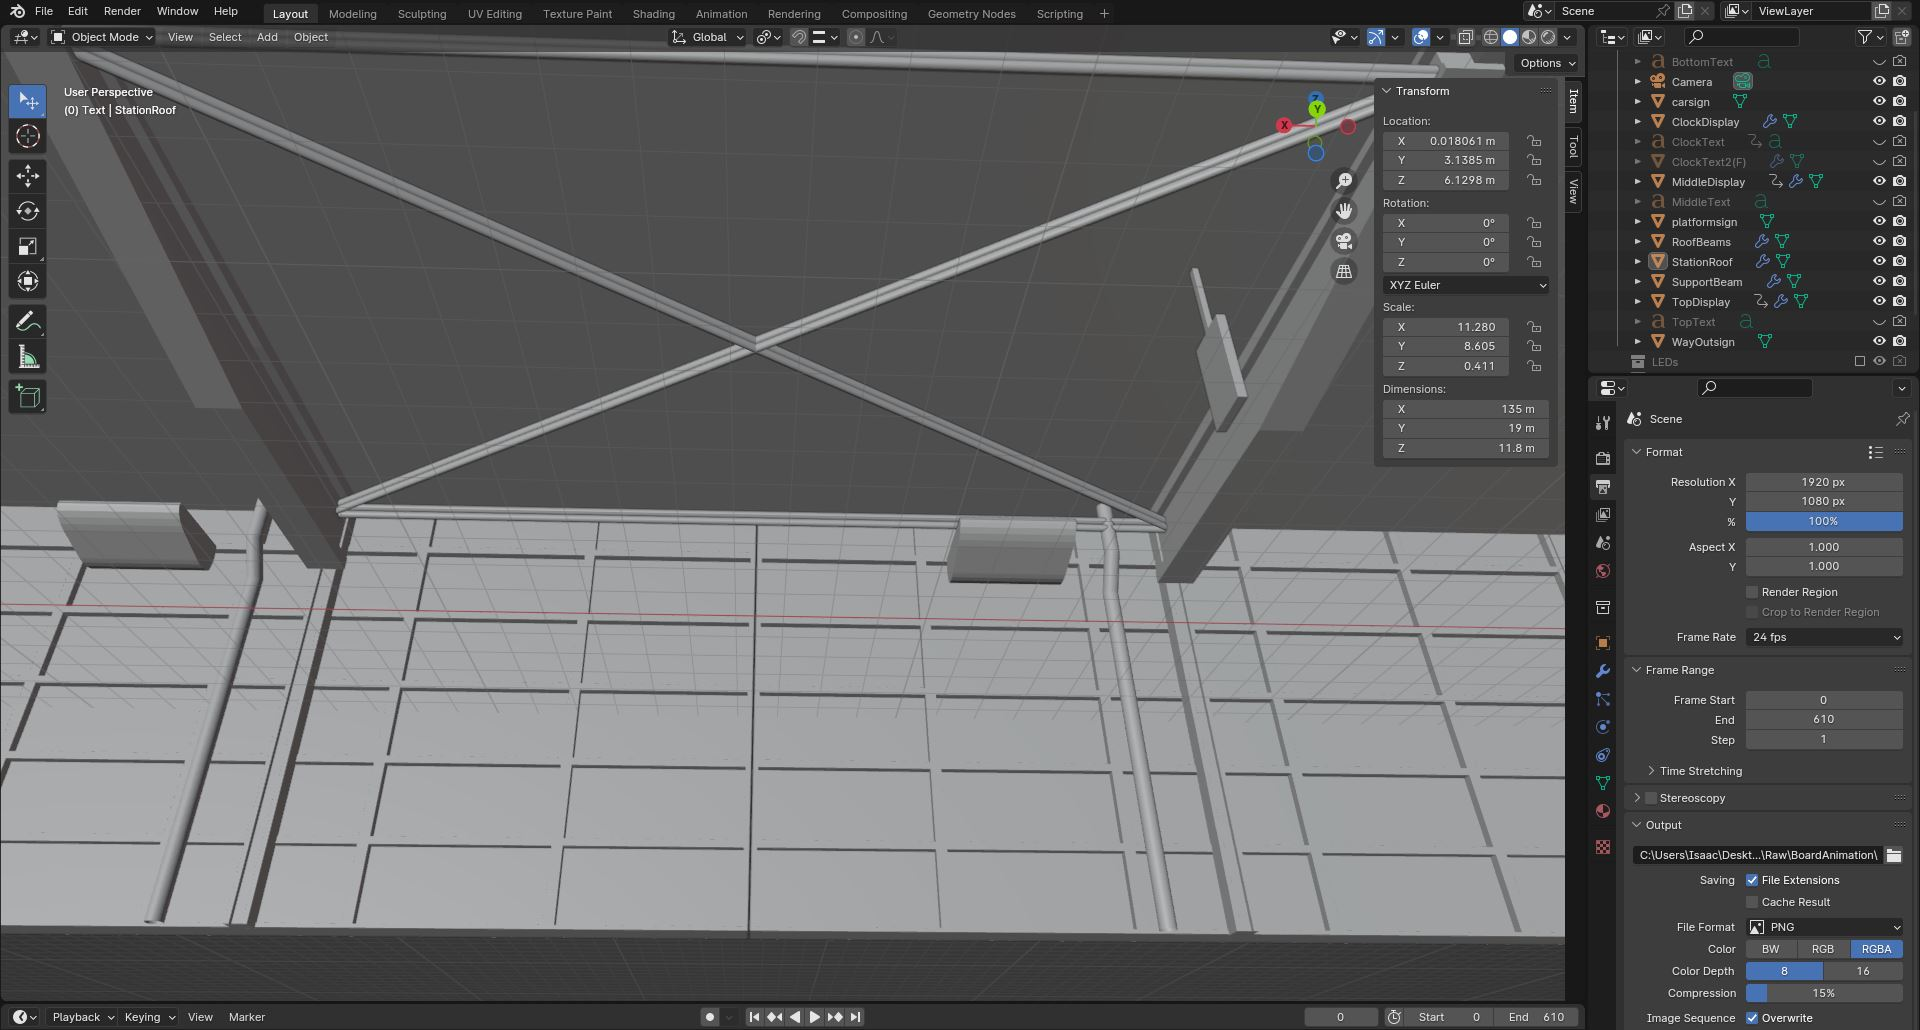 File Edit Render Window Help Layout Modeling Sculpting UV Editing Texture Paint Shading Animation Rendering Compositing Geometry Nodes Scripting + Scene ViewLayer
Object Mode View Select Add Object Global
Options
User Perspective
(0) Text | StationRoof
Z
Y
X
Transform
Location:
X 0.018061 m
Y 3.1385 m
Z 6.1298 m
Rotation:
X 0°
Y 0°
Z 0°
XYZ Euler
Scale:
X 11.280
Y 8.605
Z 0.411
Dimensions:
X 135 m
Y 19 m
Z 11.8 m
Item
Tool
View
BottomText
Camera
carsign
ClockDisplay
ClockText
ClockText2(F)
MiddleDisplay
MiddleText
platformsign
RoofBeams
StationRoof
SupportBeam
TopDisplay
TopText
WayOutsign
LEDs
Scene
Format
Resolution X 1920 px
Y 1080 px
% 100%
Aspect X 1.000
Y 1.000
Render Region
Crop to Render Region
Frame Rate 24 fps
Frame Range
Frame Start 0
End 610
Step 1
Time Stretching
Stereoscopy
Output
C:\Users\Isaac\Deskt...\Raw\BoardAnimation\
Saving File Extensions
Cache Result
File Format PNG
Color BW RGB RGBA
Color Depth 8 16
Compression 15%
Image Sequence Overwrite
Playback Keying View Marker 0 Start 0 End 610